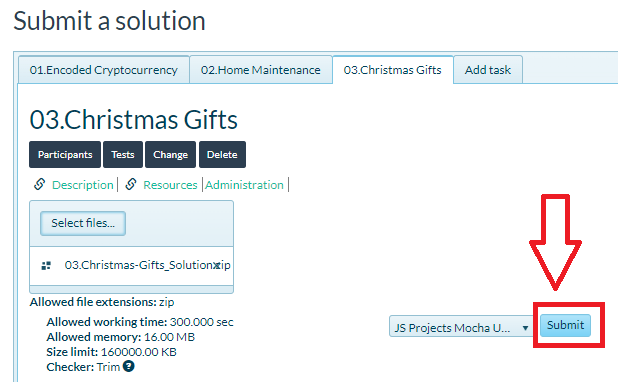 Submit a solution
01.Encoded Cryptocurrency 02.Home Maintenance 03.Christmas Gifts Add task
03.Christmas Gifts
Participants Tests Change Delete
Description | Resources |Administration |
Select files...
03.Christmas-Gifts_Solution.zip x
Allowed file extensions: zip
Allowed working time: 300.000 sec
Allowed memory: 16.00 MB
Size limit: 160000.00 KB
Checker: Trim ?
JS Projects Mocha U... Submit